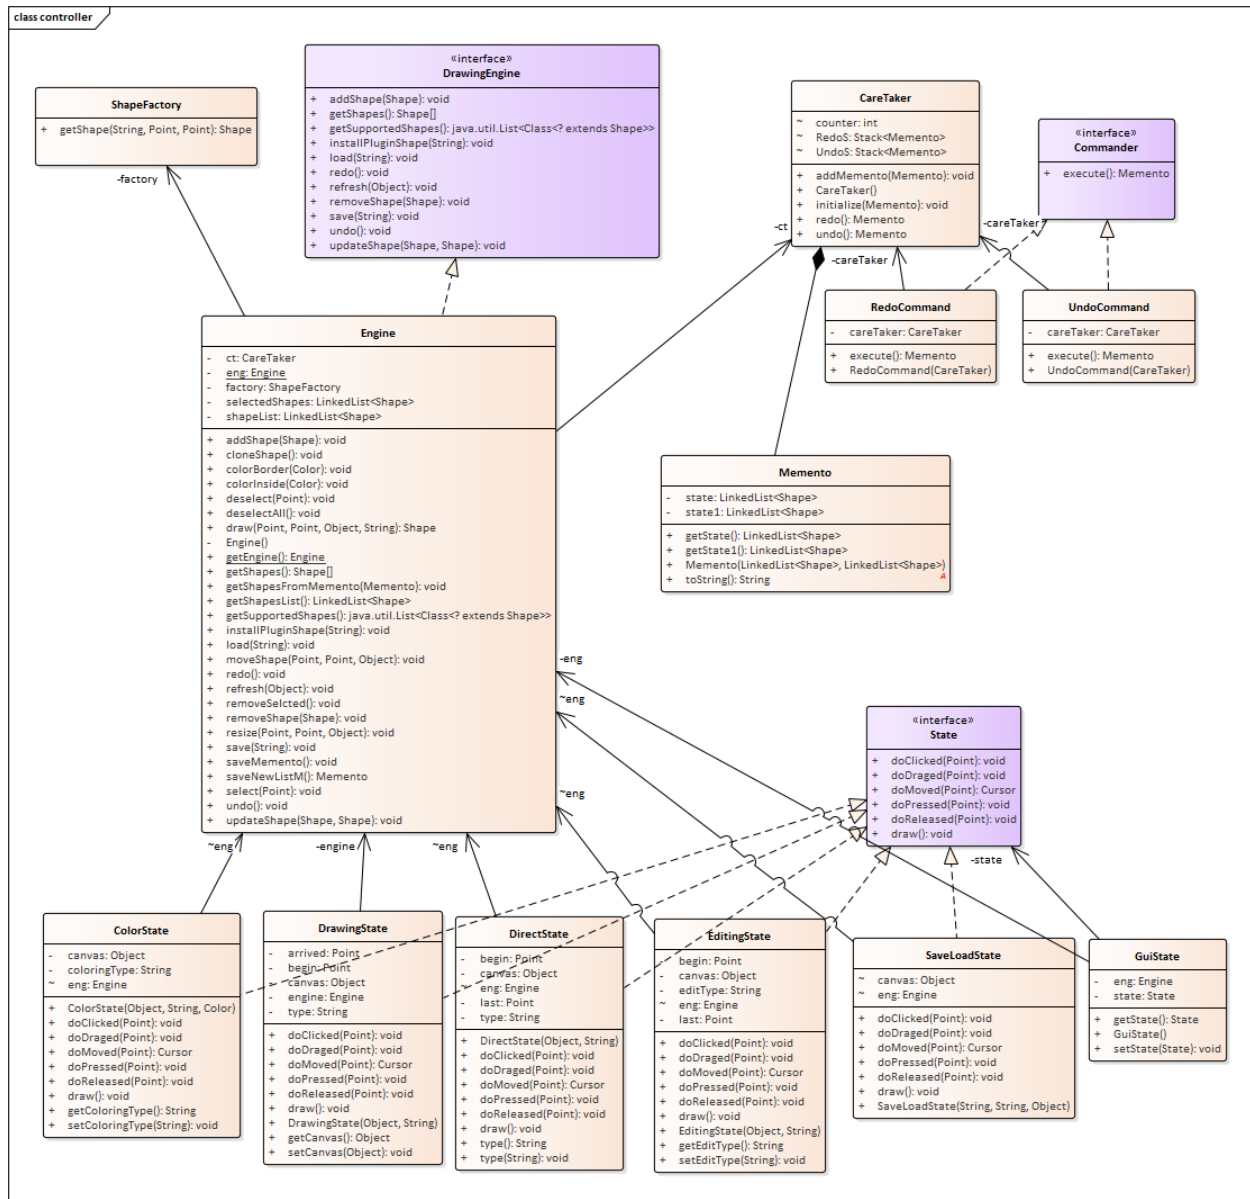 class controller
ShapeFactory
+ getShape(String, Point, Point): Shape
-factory
«interface»
DrawingEngine
+ addShape(Shape): void
+ getShapes(): Shape[]
+ getSupportedShapes(): java.util.List<Class<? extends Shape>>
+ installPluginShape(String): void
+ load(String): void
+ redo(): void
+ refresh(Object): void
+ removeShape(Shape): void
+ save(String): void
+ undo(): void
+ updateShape(Shape, Shape): void
CareTaker
~ counter: int
~ RedoS: Stack<Memento>
~ UndoS: Stack<Memento>
+ addMemento(Memento): void
+ CareTaker()
+ initialize(Memento): void
+ redo(): Memento
+ undo(): Memento
«interface»
Commander
+ execute(): Memento
-ct
-careTaker
-careTaker
RedoCommand
- careTaker: CareTaker
+ execute(): Memento
+ RedoCommand(CareTaker)
UndoCommand
- careTaker: CareTaker
+ execute(): Memento
+ UndoCommand(CareTaker)
Engine
- ct: CareTaker
- eng: Engine
- factory: ShapeFactory
- selectedShapes: LinkedList<Shape>
- shapeList: LinkedList<Shape>
+ addShape(Shape): void
+ cloneShape(): void
+ colorBorder(Color): void
+ colorInside(Color): void
+ deselect(Point): void
+ deselectAll(): void
+ draw(Point, Point, Object, String): Shape
- Engine()
+ getEngine(): Engine
+ getShapes(): Shape[]
+ getShapesFromMemento(Memento): void
+ getShapesList(): LinkedList<Shape>
+ getSupportedShapes(): java.util.List<Class<? extends Shape>>
+ installPluginShape(String): void
+ load(String): void
+ moveShape(Point, Point, Object): void
+ redo(): void
+ refresh(Object): void
+ removeSelcted(): void
+ removeShape(Shape): void
+ resize(Point, Point, Object): void
+ save(String): void
+ saveMemento(): void
+ saveNewListM(): Memento
+ select(Point): void
+ undo(): void
+ updateShape(Shape, Shape): void
Memento
- state: LinkedList<Shape>
- state1: LinkedList<Shape>
+ getState(): LinkedList<Shape>
+ getState1(): LinkedList<Shape>
+ Memento(LinkedList<Shape>, LinkedList<Shape>)
+ toString(): String
-eng
~eng
~eng
~eng
-engine
~eng
«interface»
State
+ doClicked(Point): void
+ doDraged(Point): void
+ doMoved(Point): Cursor
+ doPressed(Point): void
+ doReleased(Point): void
+ draw(): void
-state
ColorState
- canvas: Object
- coloringType: String
~ eng: Engine
+ ColorState(Object, String, Color)
+ doClicked(Point): void
+ doDraged(Point): void
+ doMoved(Point): Cursor
+ doPressed(Point): void
+ doReleased(Point): void
+ draw(): void
+ getColoringType(): String
+ setColoringType(String): void
DrawingState
- arrived: Point
- begin: Point
- canvas: Object
- engine: Engine
- type: String
+ doClicked(Point): void
+ doDraged(Point): void
+ doMoved(Point): Cursor
+ doPressed(Point): void
+ doReleased(Point): void
+ draw(): void
+ DrawingState(Object, String)
+ getCanvas(): Object
+ setCanvas(Object): void
DirectState
- begin: Point
- canvas: Object
~ eng: Engine
- last: Point
- type: String
+ DirectState(Object, String)
+ doClicked(Point): void
+ doDraged(Point): void
+ doMoved(Point): Cursor
+ doPressed(Point): void
+ doReleased(Point): void
+ draw(): void
+ type(): String
+ type(String): void
EditingState
- begin: Point
- canvas: Object
- editType: String
~ eng: Engine
- last: Point
+ doClicked(Point): void
+ doDraged(Point): void
+ doMoved(Point): Cursor
+ doPressed(Point): void
+ doReleased(Point): void
+ draw(): void
+ EditingState(Object, String)
+ getEditType(): String
+ setEditType(String): void
SaveLoadState
~ canvas: Object
~ eng: Engine
+ doClicked(Point): void
+ doDraged(Point): void
+ doMoved(Point): Cursor
+ doPressed(Point): void
+ doReleased(Point): void
+ draw(): void
+ SaveLoadState(String, String, Object)
GuiState
- eng: Engine
- state: State
+ getState(): State
+ GuiState()
+ setState(State): void